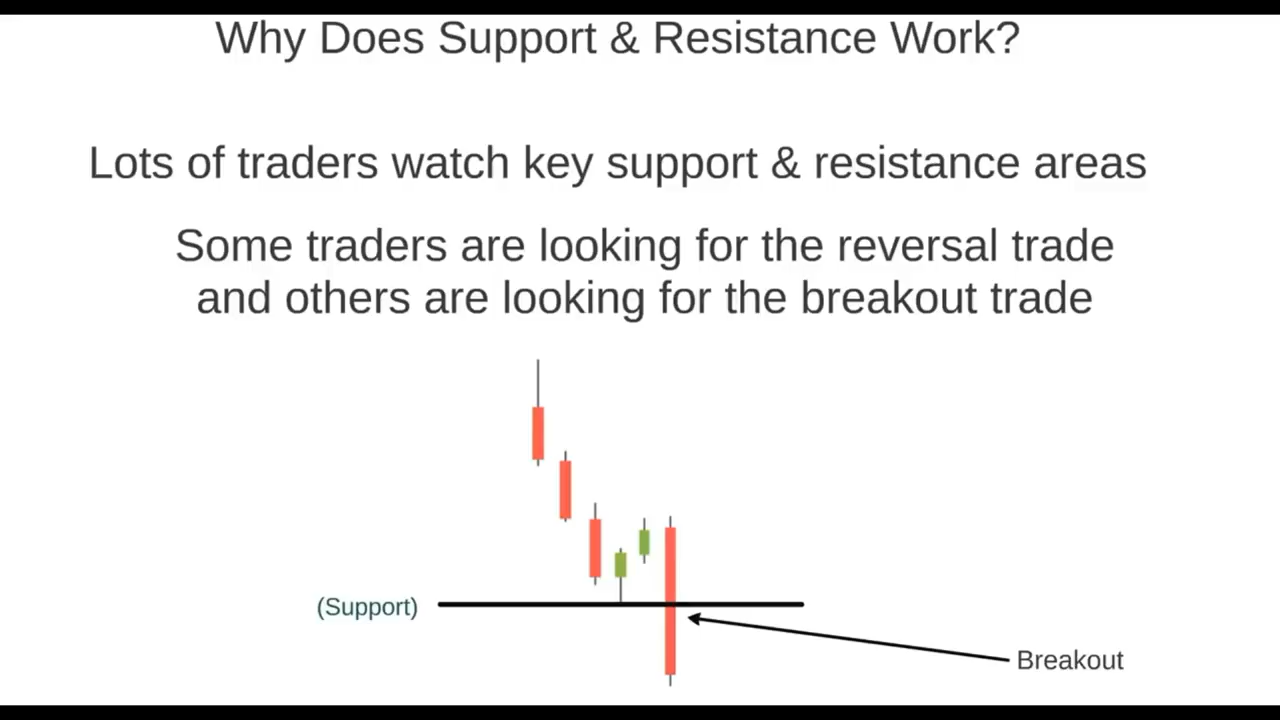 Why Does Support & Resistance Work?
Lots of traders watch key support & resistance areas
Some traders are looking for the reversal trade
and others are looking for the breakout trade
(Support)
Breakout